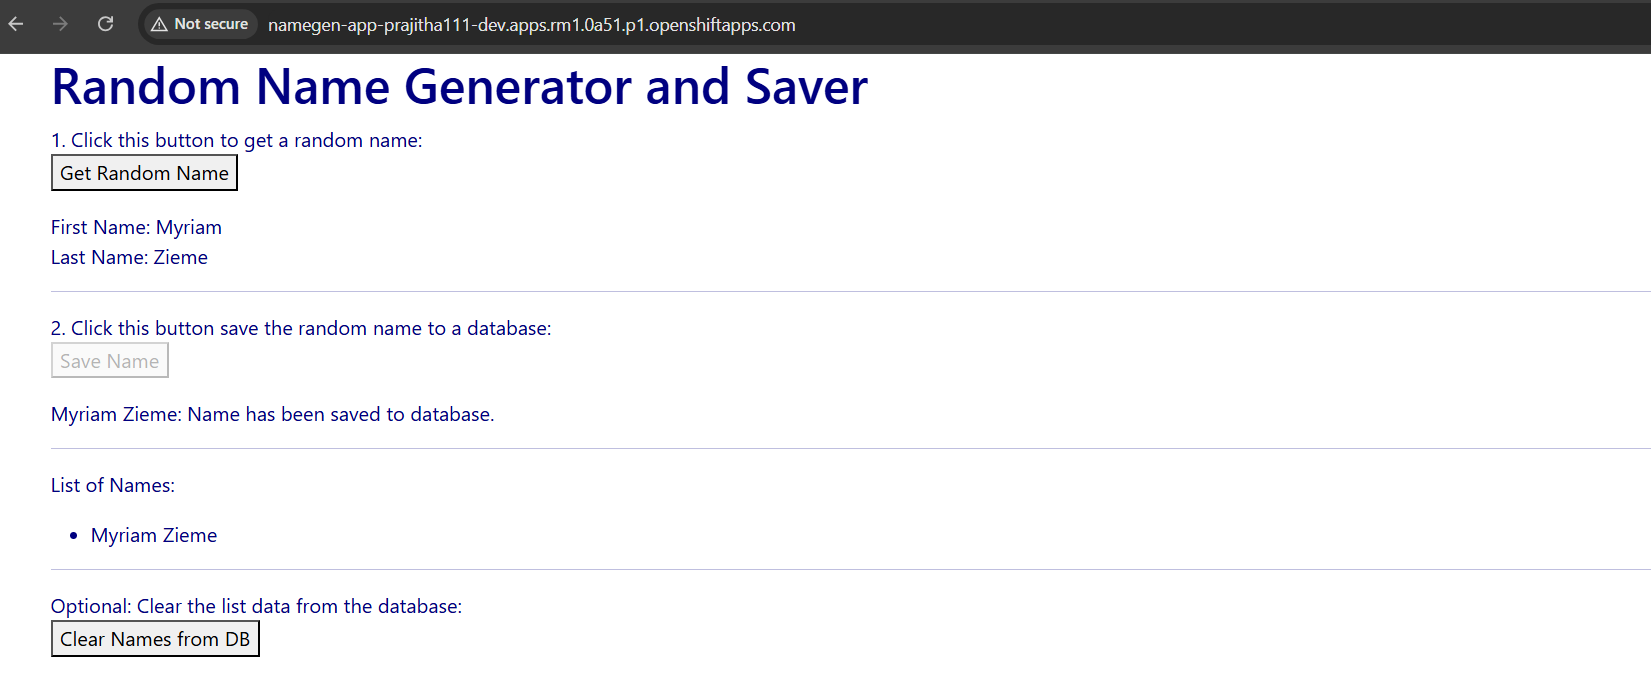 Not secure namegen-app-prajitha111-dev.apps.rm1.0a51.p1.openshiftapps.com
Random Name Generator and Saver
1. Click this button to get a random name:
Get Random Name
First Name: Myriam
Last Name: Zieme
2. Click this button save the random name to a database:
Save Name
Myriam Zieme: Name has been saved to database.
List of Names:
• Myriam Zieme
Optional: Clear the list data from the database:
Clear Names from DB